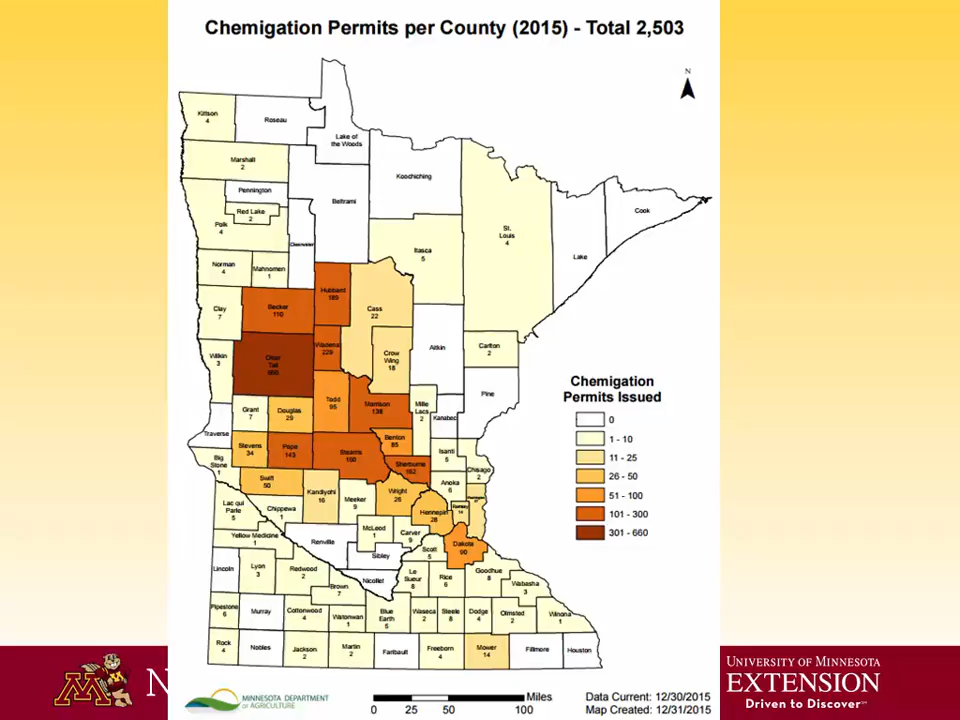 Chemigation Permits per County (2015) - Total 2,503
N
Kittson
4
Roseau
Lake of
the Woods
Marshall
2
Koochiching
Pennington
Beltrami
Red Lake
2
Polk
4
Cook
St.
Louis
4
Clearwater
Itasca
5
Lake
Norman
4
Mahnomen
1
Hubbard
189
Clay
7
Becker
110
Cass
22
Wadena
229
Aitkin
Carlton
2
Wilkin
3
Otter
Tail
Crow
Wing
18
Pine
Grant
7
Douglas
29
Todd
95
Morrison
138
Mille
Lacs
2
Kanabec
Traverse
Stevens
34
Pope
143
Stearns
Benton
85
Isanti
5
Big
Stone
1
Sherburne
162
Chisago
2
Swift
50
Kandiyohi
16
Meeker
9
Wright
26
Anoka
6
Lac qui
Parle
5
Chippewa
1
Hennepin
28
Ramsey
14
Yellow Medicine
1
Renville
McLeod
1
Carver
9
Dakota
90
Scott
5
Sibley
Lincoln
Lyon
3
Redwood
2
Nicollet
Le
Sueur
8
Rice
6
Goodhue
8
Wabasha
3
Brown
7
Pipestone
6
Murray
Cottonwood
4
Watonwan
1
Blue
Earth
5
Waseca
2
Steele
8
Dodge
4
Olmsted
2
Winona
1
Rock
4
Nobles
Jackson
2
Martin
2
Faribault
Freeborn
4
Mower
14
Fillmore
Houston
Chemigation
Permits Issued
0
1 - 10
11 - 25
26 - 50
51 - 100
101 - 300
301 - 660
MINNESOTA DEPARTMENT
OF AGRICULTURE
Miles
0 25 50 100
Data Current: 12/30/2015
Map Created: 12/31/2015
M
N
UNIVERSITY OF MINNESOTA
EXTENSION
Driven to Discover℠